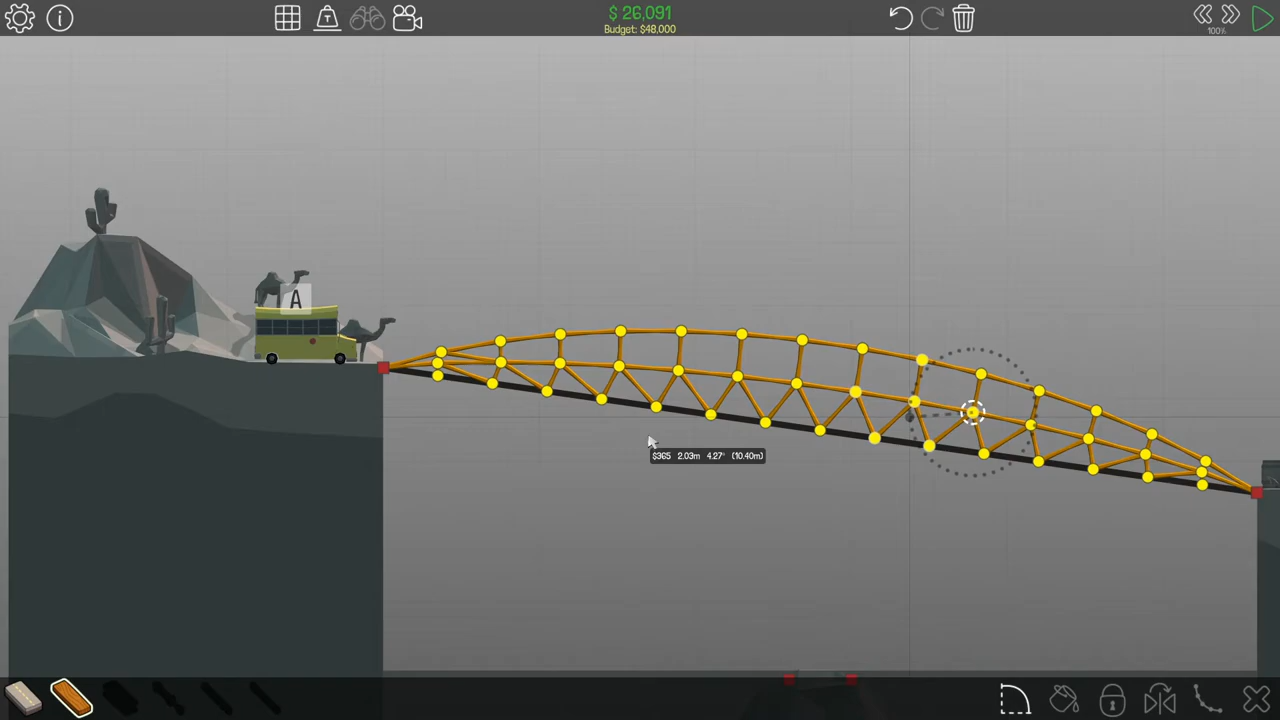 $ 26,091
Budget: $48,000
100%
A
$365 2.03m 4.27° (10.40m)